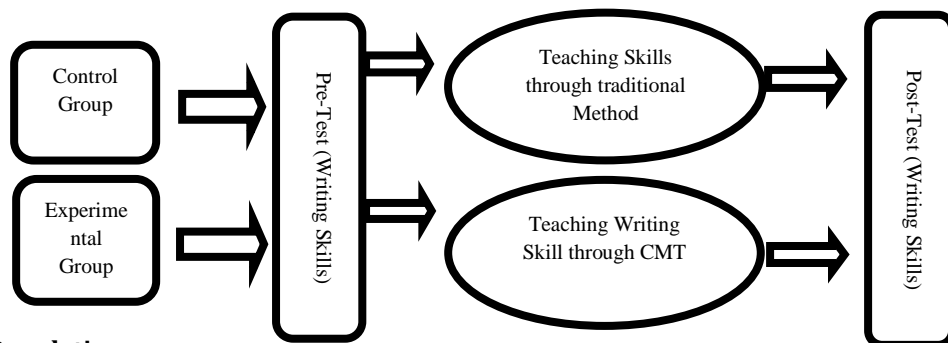 Control
Group
Pre-Test (Writing Skills)
Teaching Skills
through traditional
Method
Post-Test (Writing Skills)
Experime
ntal
Group
Teaching Writing
Skill through CMT